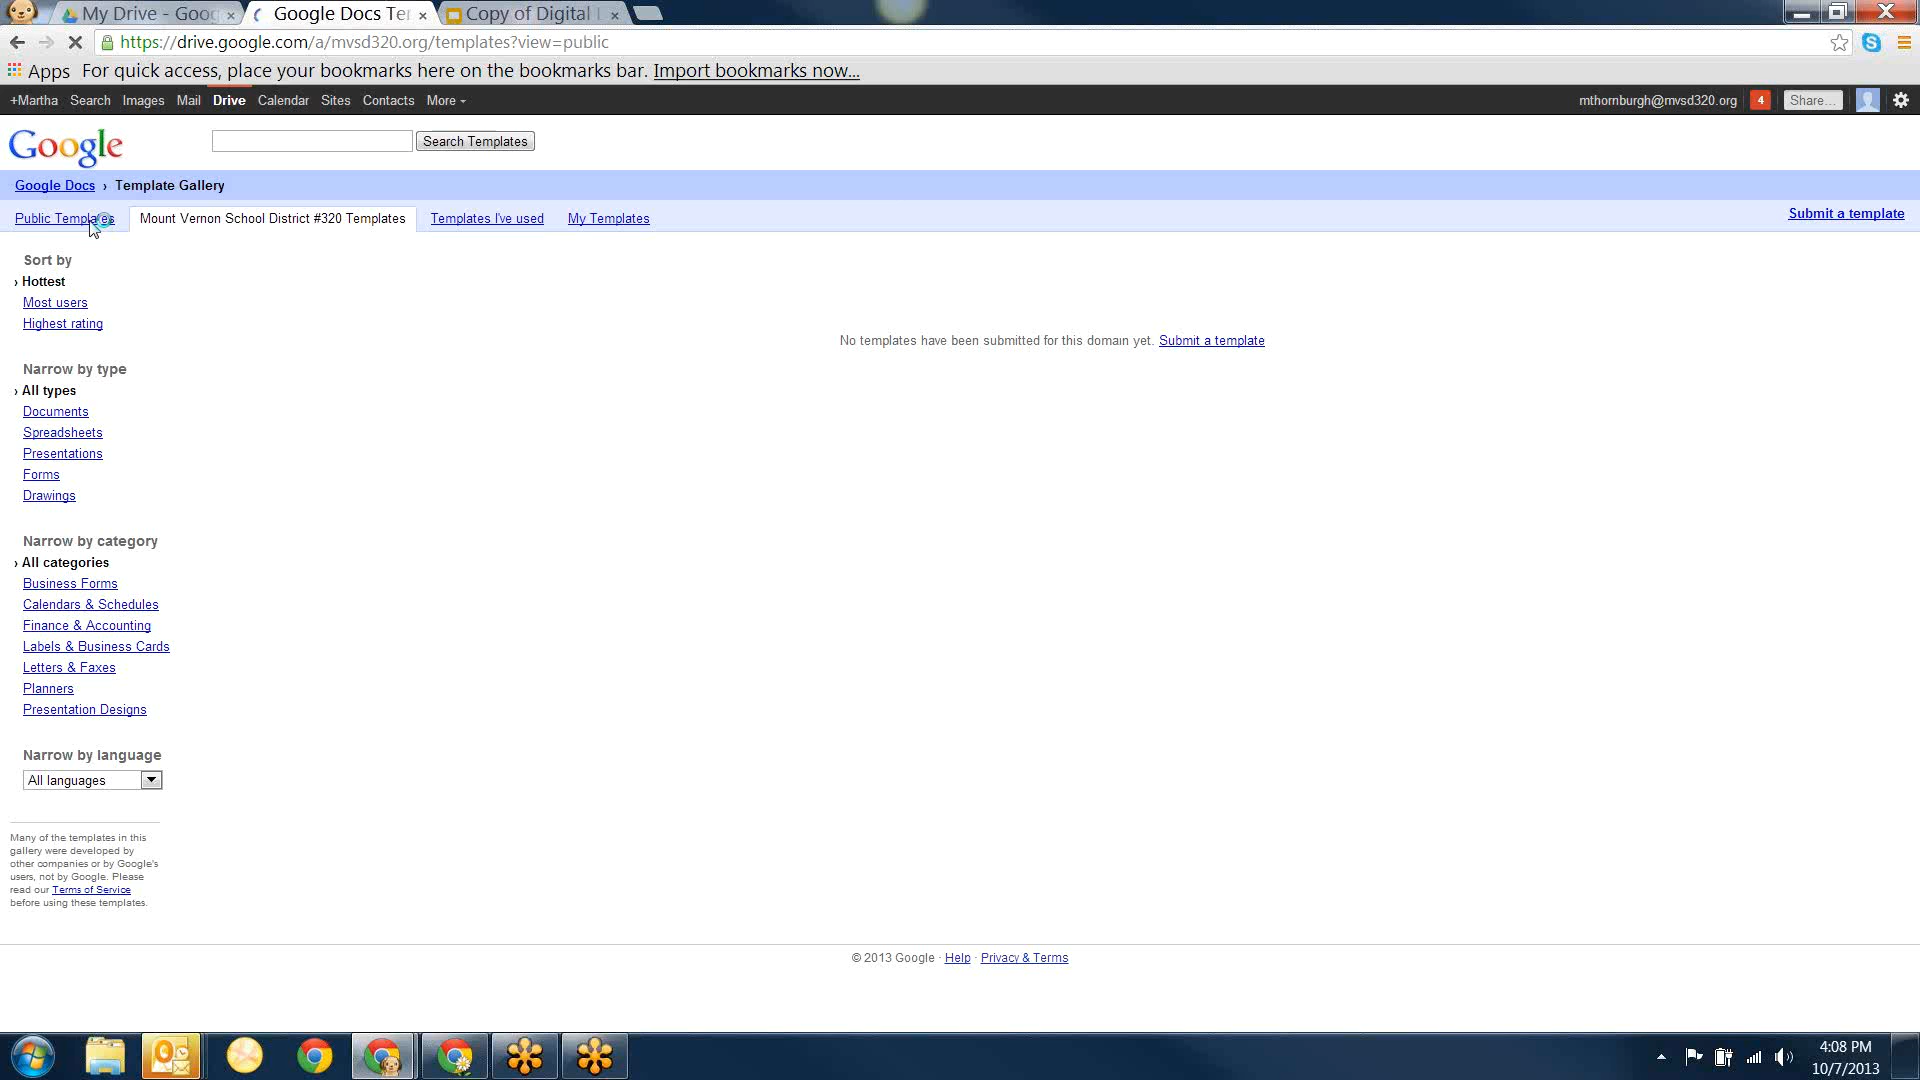 My Drive - Goo
Google Docs Te
Copy of Digital
https://drive.google.com/a/mvsd320.org/templates?view=public
Apps For quick access, place your bookmarks here on the bookmarks bar. Import bookmarks now...
+Martha Search Images Mail Drive Calendar Sites Contacts More
mthornburgh@mvsd320.org 4 Share...
Google
Search Templates
Google Docs › Template Gallery
Public Templates Mount Vernon School District #320 Templates Templates I've used My Templates
Submit a template
Sort by
› Hottest
Most users
Highest rating
No templates have been submitted for this domain yet. Submit a template
Narrow by type
› All types
Documents
Spreadsheets
Presentations
Forms
Drawings
Narrow by category
› All categories
Business Forms
Calendars & Schedules
Finance & Accounting
Labels & Business Cards
Letters & Faxes
Planners
Presentation Designs
Narrow by language
All languages
Many of the templates in this
gallery were developed by
other companies or by Google's
users, not by Google. Please
read our Terms of Service
before using these templates.
© 2013 Google · Help · Privacy & Terms
4:08 PM
10/7/2013